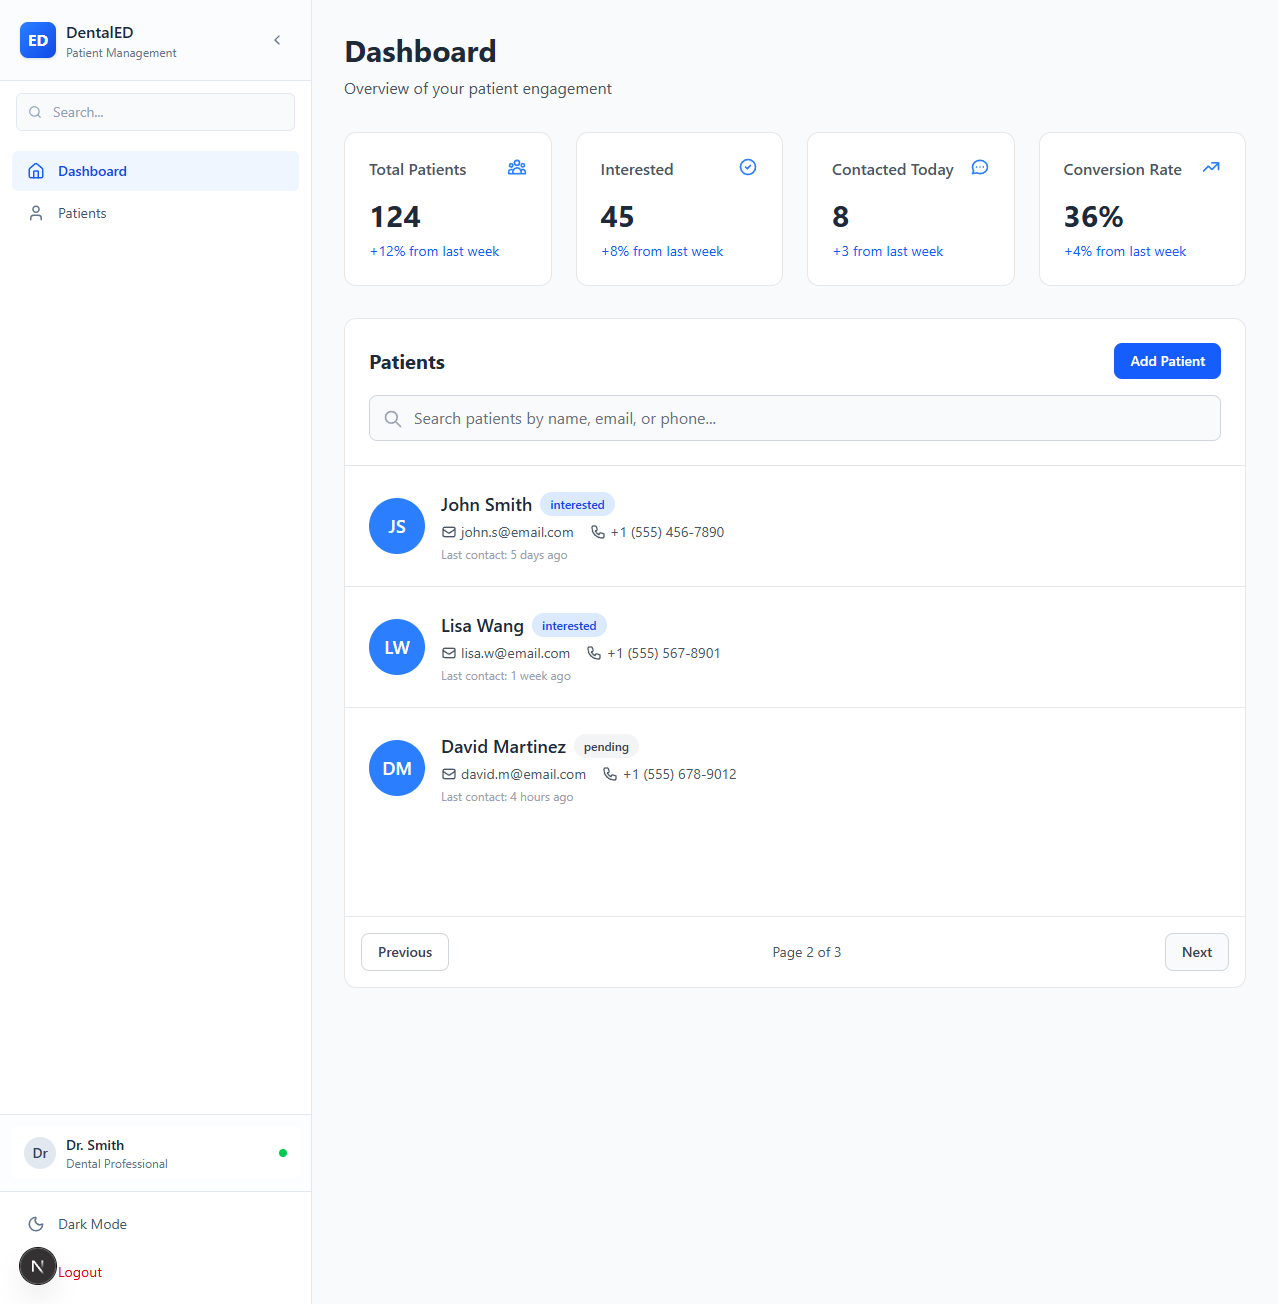 ED
DentalED
Patient Management
Search...
Dashboard
Patients
Dr
Dr. Smith
Dental Professional
Dark Mode
N
Logout
Dashboard
Overview of your patient engagement
Total Patients
124
+12% from last week
Interested
45
+8% from last week
Contacted Today
8
+3 from last week
Conversion Rate
36%
+4% from last week
Patients
Add Patient
Search patients by name, email, or phone...
JS
John Smith interested
john.s@email.com +1 (555) 456-7890
Last contact: 5 days ago
LW
Lisa Wang interested
lisa.w@email.com +1 (555) 567-8901
Last contact: 1 week ago
DM
David Martinez pending
david.m@email.com +1 (555) 678-9012
Last contact: 4 hours ago
Previous
Page 2 of 3
Next